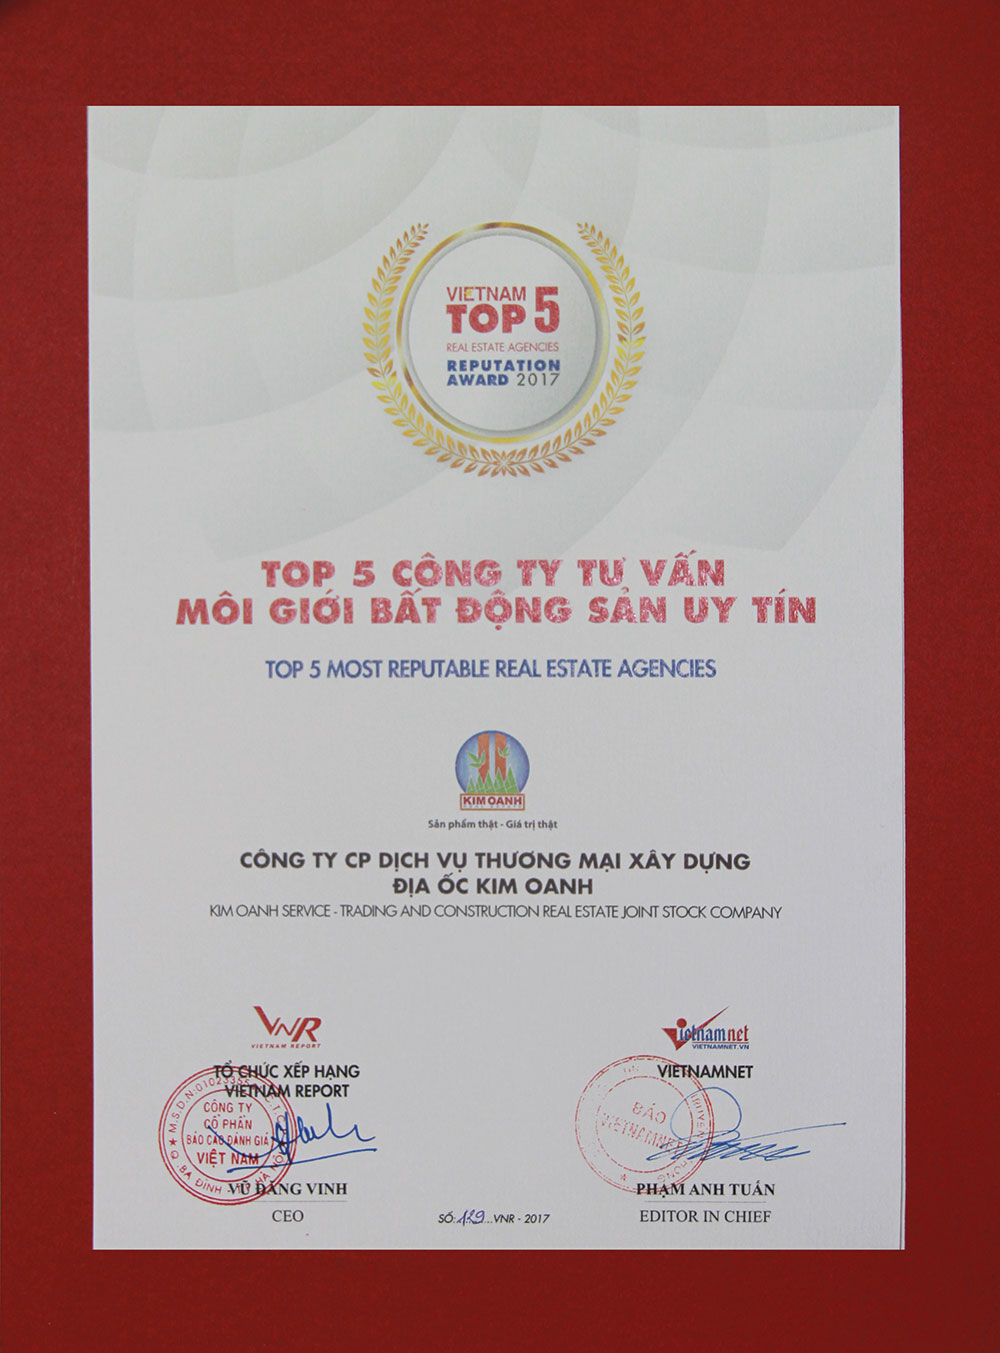 VIETNAM
TOP 5
REAL ESTATE AGENCIES
REPUTATION
AWARD 2017
TOP 5 CÔNG TY TƯ VẤN
MÔI GIỚI BẤT ĐỘNG SẢN UY TÍN
TOP 5 MOST REPUTABLE REAL ESTATE AGENCIES
KIM OANH
Sản phẩm thật - Giá trị thật
CÔNG TY CP DỊCH VỤ THƯƠNG MẠI XÂY DỰNG
ĐỊA ỐC KIM OANH
KIM OANH SERVICE - TRADING AND CONSTRUCTION REAL ESTATE JOINT STOCK COMPANY
VNR
VIETNAM REPORT
TỔ CHỨC XẾP HẠNG
VIETNAM REPORT
CÔNG TY
CỔ PHẦN
BÁO CÁO ĐÁNH GIÁ
VIỆT NAM
VŨ ĐĂNG VINH
CEO
SỐ: 129...VNR - 2017
Vietnamnet
VIETNAMNET.VN
VIETNAMNET
BÁO
VIETNAMNET
PHẠM ANH TUẤN
EDITOR IN CHIEF